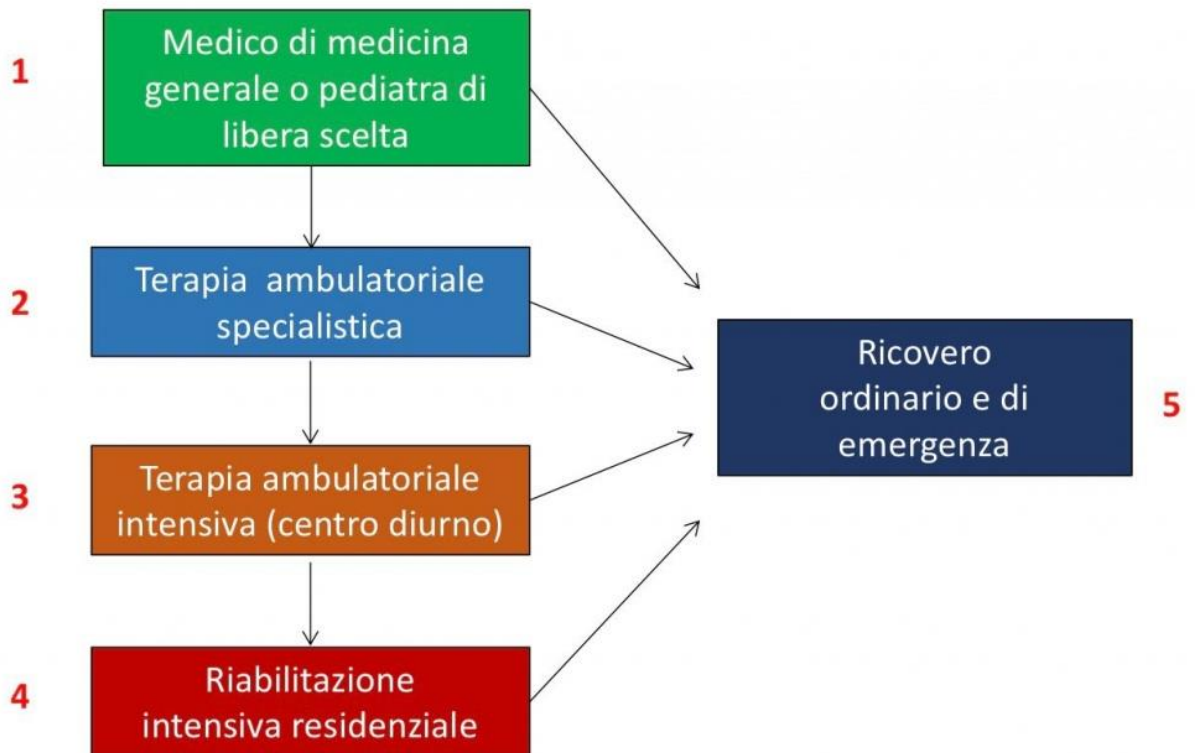 1
Medico di medicina
generale o pediatra di
libera scelta
2
Terapia ambulatoriale
specialistica
3
Terapia ambulatoriale
intensiva (centro diurno)
4
Riabilitazione
intensiva residenziale
Ricovero
ordinario e di
emergenza
5